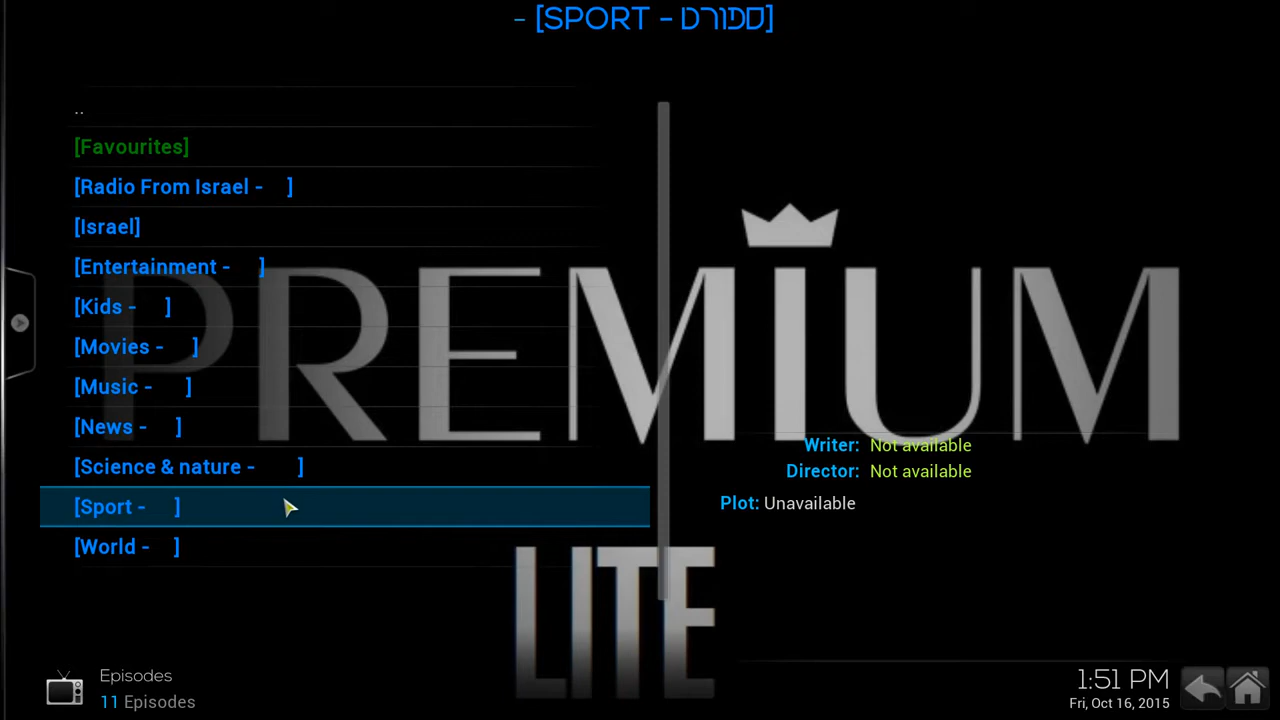 - [SPORT - ספורט]
..
[Favourites]
[Radio From Israel - ]
[Israel]
[Entertainment - ]
[Kids - ]
[Movies - ]
[Music - ]
[News - ]
[Science & nature - ]
[Sport - ]
[World - ]
PREMIUM
LITE
Writer: Not available
Director: Not available
Plot: Unavailable
Episodes
11 Episodes
1:51 PM
Fri, Oct 16, 2015